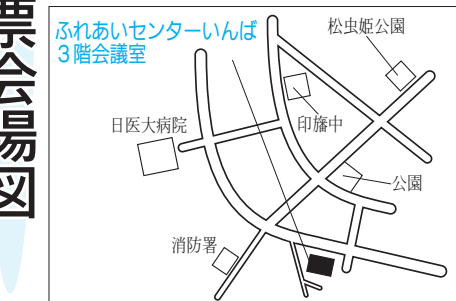 票会場図
ふれあいセンターいんば
3階会議室
松虫姫公園
日医大病院
印旛中
公園
消防署